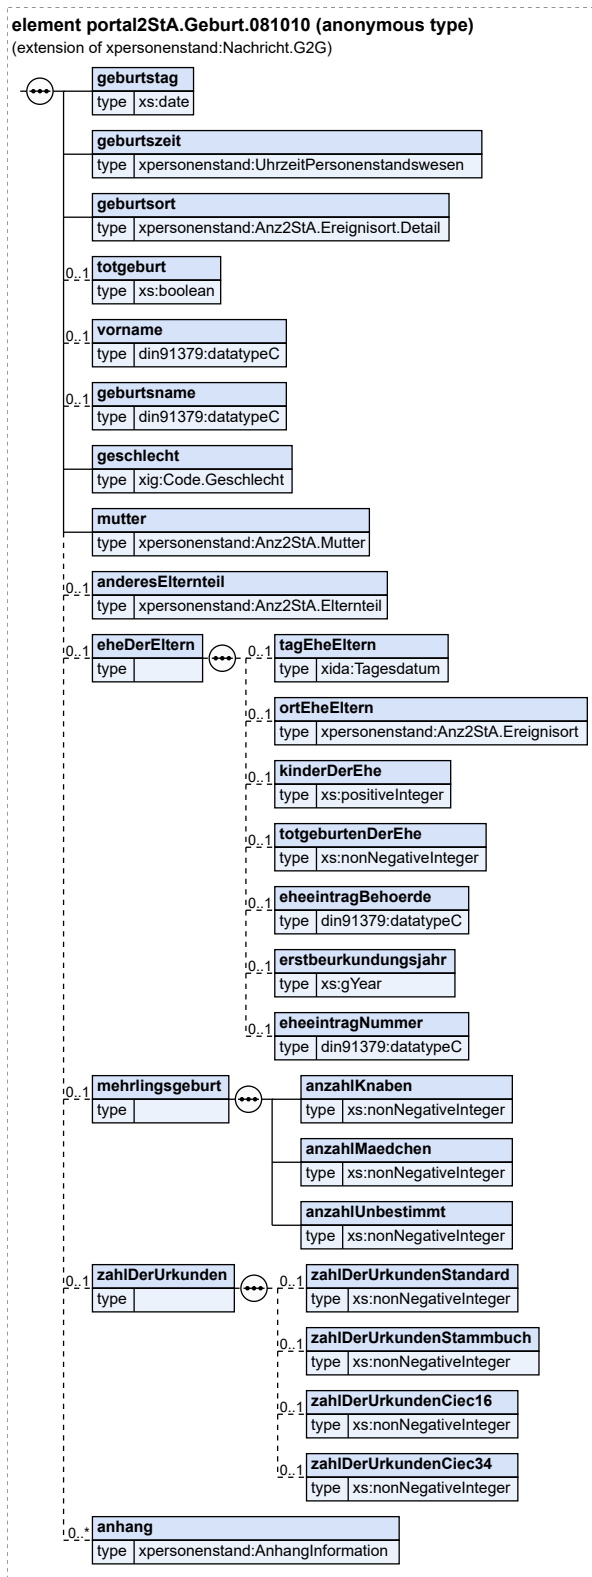 element portal2StA.Geburt.081010 (anonymous type)
(extension of xpersonenstand:Nachricht.G2G)
geburtstag
type xs:date
geburtszeit
type xpersonenstand:UhrzeitPersonenstandswesen
geburtsort
type xpersonenstand:Anz2StA.Ereignisort.Detail
0..1 totgeburt
type xs:boolean
0..1 vorname
type din91379:datatypeC
0..1 geburtsname
type din91379:datatypeC
geschlecht
type xig:Code.Geschlecht
mutter
type xpersonenstand:Anz2StA.Mutter
0..1 anderesElternteil
type xpersonenstand:Anz2StA.Elternteil
0..1 eheDerEltern
type
0..1 tagEheEltern
type xida:Tagesdatum
0..1 ortEheEltern
type xpersonenstand:Anz2StA.Ereignisort
0..1 kinderDerEhe
type xs:positiveInteger
0..1 totgeburtenDerEhe
type xs:nonNegativeInteger
0..1 eheeintragBehoerde
type din91379:datatypeC
0..1 erstbeurkundungsjahr
type xs:gYear
0..1 eheeintragNummer
type din91379:datatypeC
0..1 mehrlingsgeburt
type
anzahlKnaben
type xs:nonNegativeInteger
anzahlMaedchen
type xs:nonNegativeInteger
anzahlUnbestimmt
type xs:nonNegativeInteger
0..1 zahlDerUrkunden
type
0..1 zahlDerUrkundenStandard
type xs:nonNegativeInteger
0..1 zahlDerUrkundenStammbuch
type xs:nonNegativeInteger
0..1 zahlDerUrkundenCiec16
type xs:nonNegativeInteger
0..1 zahlDerUrkundenCiec34
type xs:nonNegativeInteger
0..* anhang
type xpersonenstand:AnhangInformation